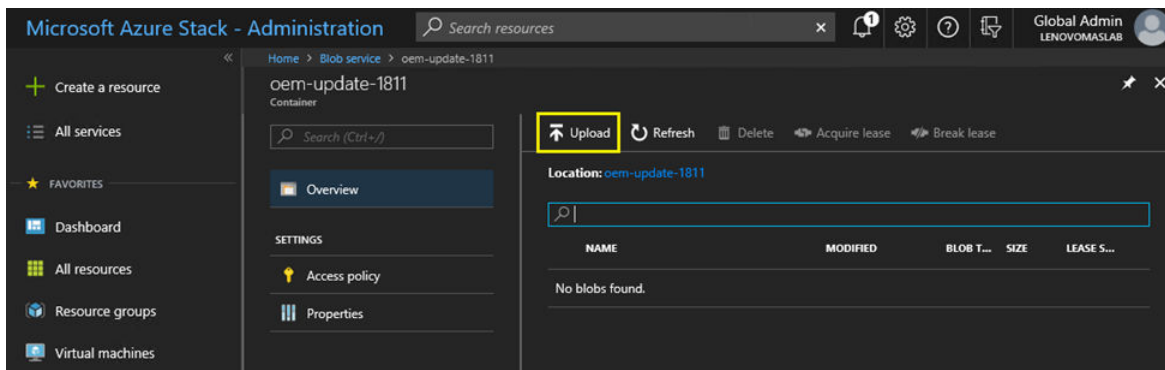 Microsoft Azure Stack - Administration
Search resources
1
Global Admin
LENOVOMASLAB
Home > Blob service > oem-update-1811
oem-update-1811
Container
Create a resource
All services
FAVORITES
Dashboard
All resources
Resource groups
Virtual machines
Search (Ctrl+/)
Overview
SETTINGS
Access policy
Properties
Upload Refresh Delete Acquire lease Break lease
Location: oem-update-1811
NAME MODIFIED BLOB T... SIZE LEASE S...
No blobs found.